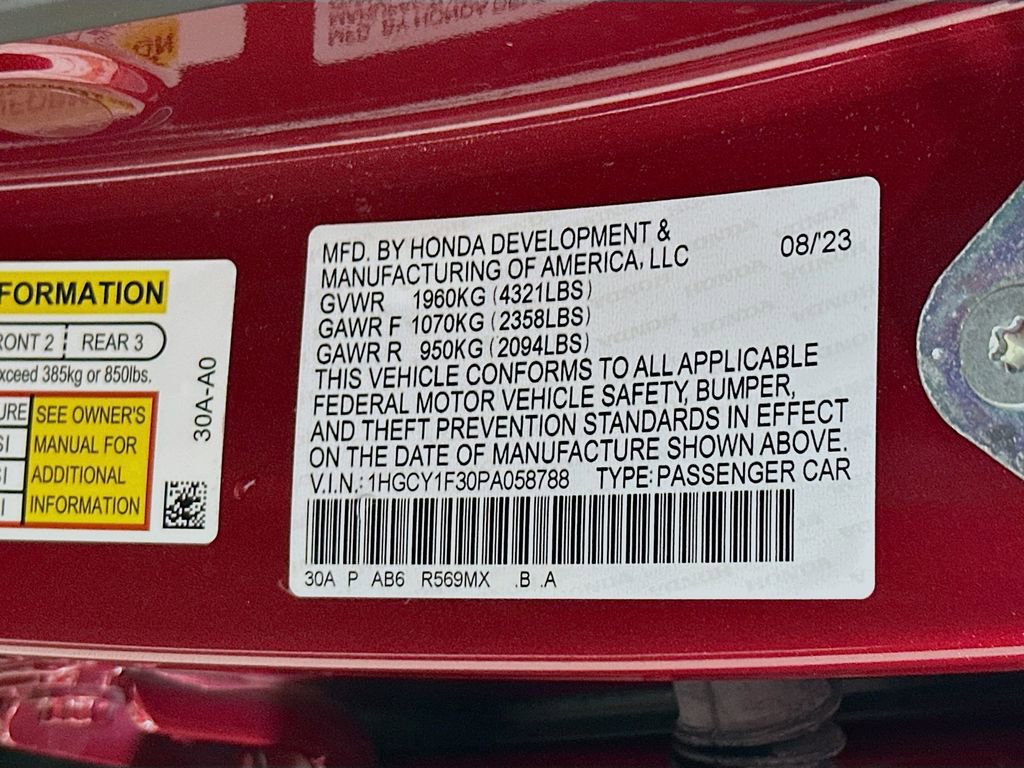 FORMATION
RONT 2 REAR 3
xceed 385kg or 850lbs.
URE SEE OWNER'S
SI MANUAL FOR
SI ADDITIONAL
I INFORMATION
30A-A0
MFD. BY HONDA DEVELOPMENT & 08/'23
MANUFACTURING OF AMERICA, LLC
GVWR 1960KG (4321LBS)
GAWR F 1070KG (2358LBS)
GAWR R 950KG (2094LBS)
THIS VEHICLE CONFORMS TO ALL APPLICABLE
FEDERAL MOTOR VEHICLE SAFETY, BUMPER,
AND THEFT PREVENTION STANDARDS IN EFFECT
ON THE DATE OF MANUFACTURE SHOWN ABOVE.
V.I.N.: 1HGCY1F30PA058788 TYPE: PASSENGER CAR
30A P AB6 R569MX .B .A